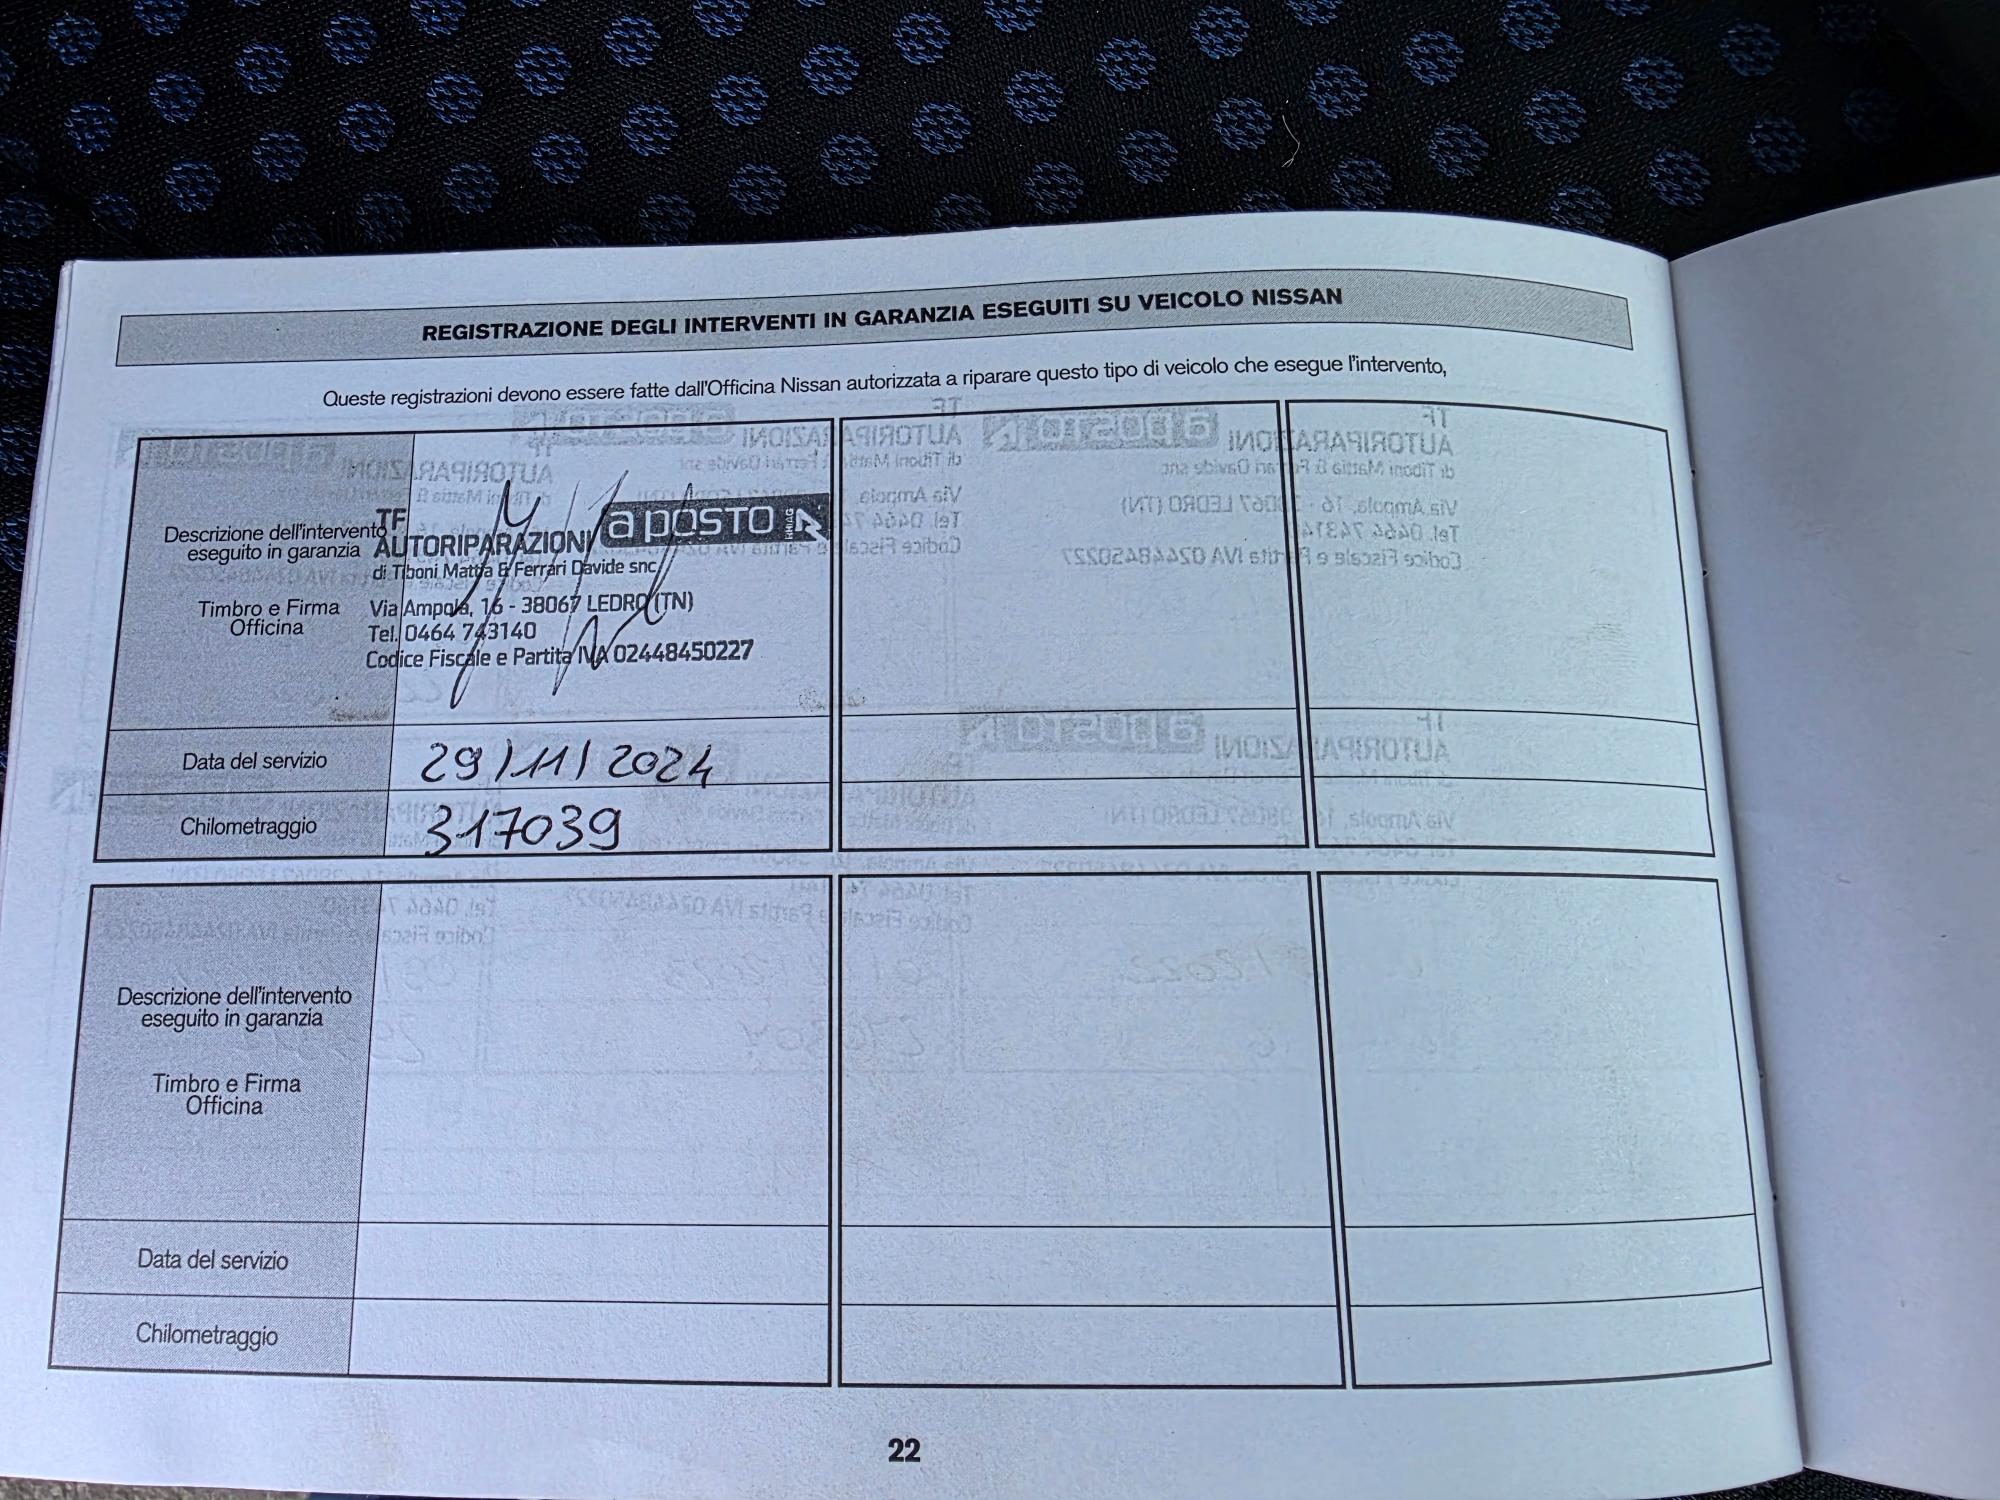 REGISTRAZIONE DEGLI INTERVENTI IN GARANZIA ESEGUITI SU VEICOLO NISSAN
Queste registrazioni devono essere fatte dall'Officina Nissan autorizzata a riparare questo tipo di veicolo che esegue l'intervento,
Descrizione dell'intervento
eseguito in garanzia
Timbro e Firma
Officina
TF
AUTORIPARAZIONI
a posto
RHIAG
di Tiboni Mattia & Ferrari Davide snc
Via Ampola, 16 - 38067 LEDRO (TN)
Tel. 0464 743140
Codice Fiscale e Partita IVA 02448450227
Data del servizio
29/11/2024
Chilometraggio
317039
Descrizione dell'intervento
eseguito in garanzia
Timbro e Firma
Officina
Data del servizio
Chilometraggio
22